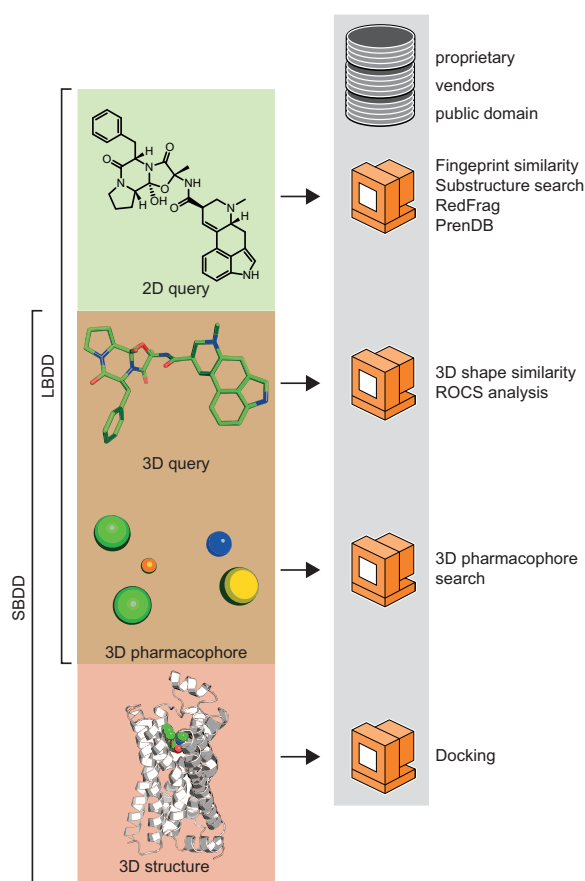 proprietary
vendors
public domain
H
O
O
N
O
N
H
O
OH
NH
O
N
H
NH
2D query
Fingeprint similarity
Substructure search
RedFrag
PrenDB
LBDD
3D query
3D shape similarity
ROCS analysis
SBDD
3D pharmacophore
3D pharmacophore
search
3D structure
Docking